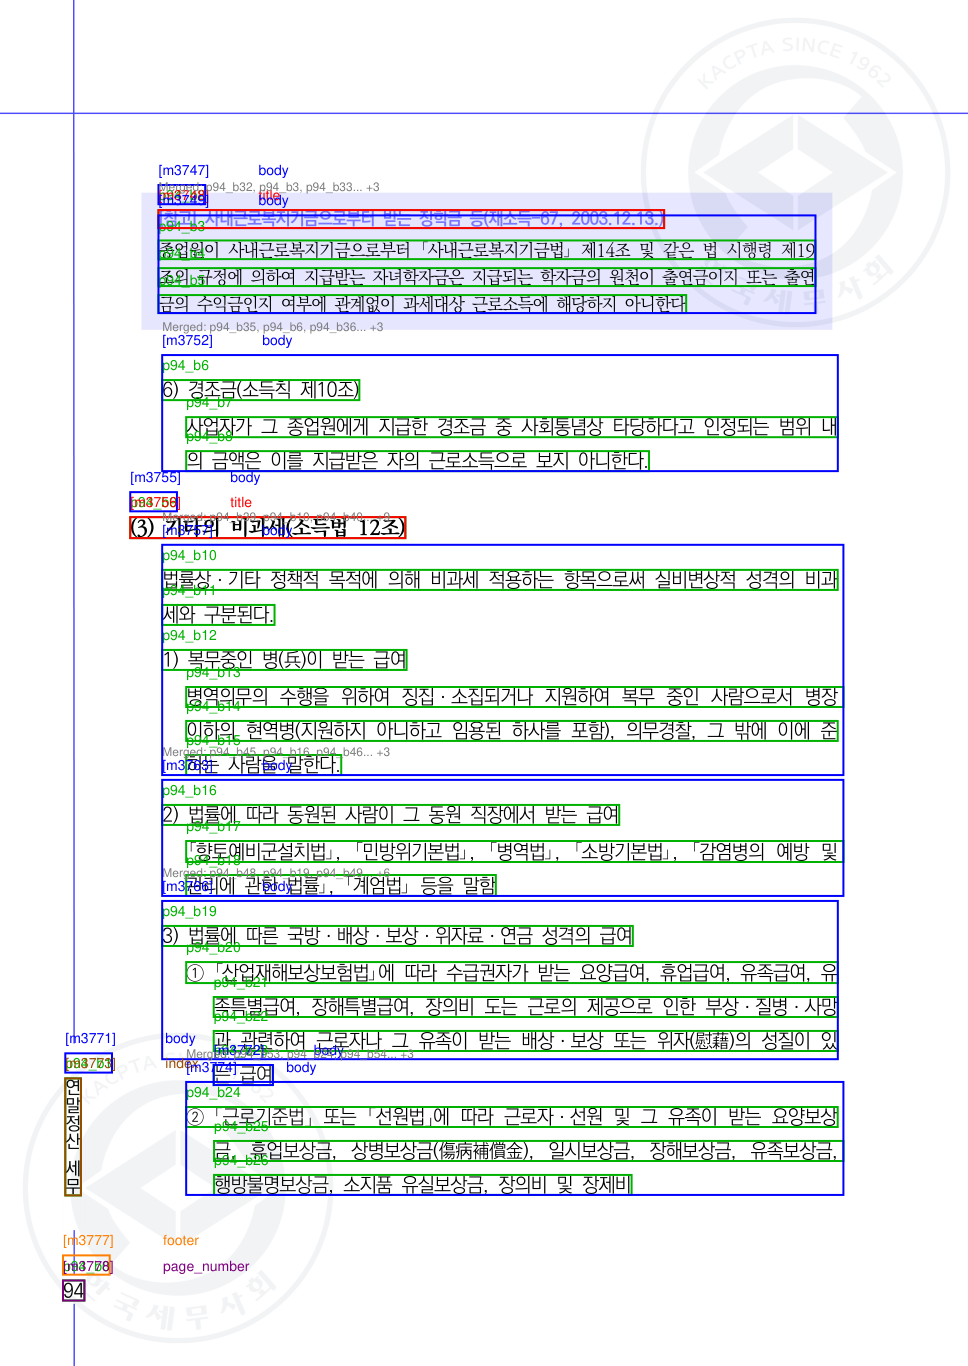 KACPTA SINCE 1962
[m3747] body
Merged: p94_b32, p94_b3, p94_b33... +3
title
body
[참고] 사내근로복지기금으로부터 받는 장학금 등(재소득-67, 2003.12.13.)
p94_b3
종업원이 사내근로복지기금으로부터 「사내근로복지기금법」 제14조 및 같은 법 시행령 제19
조의 규정에 의하여 지급받는 자녀학자금은 지급되는 학자금의 원천이 출연금이지 또는 출연
p94_b5
금의 수익금인지 여부에 관계없이 과세대상 근로소득에 해당하지 아니한다
한국세무사회
Merged: p94_b35, p94_b6, p94_b36... +3
[m3752] body
p94_b6
6) 경조금(소득칙 제10조)
p94_b7
사업자가 그 종업원에게 지급한 경조금 중 사회통념상 타당하다고 인정되는 범위 내
p94_b8
의 금액은 이를 지급받은 자의 근로소득으로 보지 아니한다.
[m3755] body
title
(3) 기타의 비과세(소득법 12조)
[m3757] body
p94_b10
법률상·기타 정책적 목적에 의해 비과세 적용하는 항목으로써 실비변상적 성격의 비과
p94_b11
세와 구분된다.
p94_b12
1) 복무중인 병(兵)이 받는 급여
p94_b13
병역의무의 수행을 위하여 징집·소집되거나 지원하여 복무 중인 사람으로서 병장
p94_b14
이하의 현역병(지원하지 아니하고 임용된 하사를 포함), 의무경찰, 그 밖에 이에 준
p94_b15
하는 사람을 말한다.
Merged: p94_b45, p94_b16, p94_b46... +3
[m3763] body
p94_b16
2) 법률에 따라 동원된 사람이 그 동원 직장에서 받는 급여
p94_b17
「향토예비군설치법」, 「민방위기본법」, 「병역법」, 「소방기본법」, 「감염병의 예방 및
p94_b18
관리에 관한 법률」, 「계엄법」 등을 말함
Merged: p94_b48, p94_b19, p94_b49... +6
[m3766] body
p94_b19
3) 법률에 따른 국방·배상·보상·위자료·연금 성격의 급여
p94_b20
① 「산업재해보상보험법」에 따라 수급권자가 받는 요양급여, 휴업급여, 유족급여, 유
p94_b21
족특별급여, 장해특별급여, 장의비 도는 근로의 제공으로 인한 부상·질병·사망
p94_b22
과 관련하여 근로자나 그 유족이 받는 배상·보상 또는 위자(慰藉)의 성질이 있
[m3772] body
는 급여
[m3774] body
p94_b24
② 「근로기준법」 또는 「선원법」에 따라 근로자·선원 및 그 유족이 받는 요양보상
p94_b25
금, 휴업보상금, 상병보상금(傷病補償金), 일시보상금, 장해보상금, 유족보상금,
p94_b26
행방불명보상금, 소지품 유실보상금, 장의비 및 장제비
[m3771] body
index
연말정산 세무
[m3777] footer
[m3778] page_number
94
한국세무사회